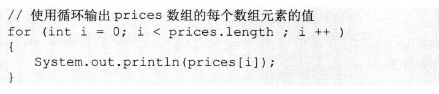 // 使用循环输出 prices 数组的每个数组元素的值
for (int i = 0; i < prices.length ; i ++ )
{
    System.out.println(prices[i]);
}